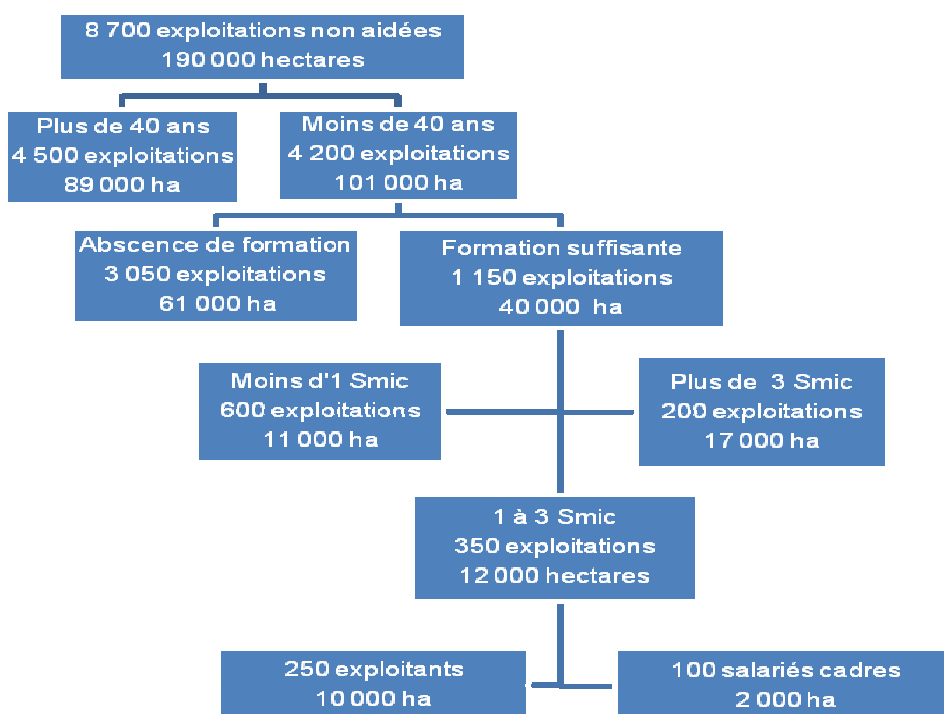 8 700 exploitations non aidées
190 000 hectares
Plus de 40 ans
4 500 exploitations
89 000 ha
Moins de 40 ans
4 200 exploitations
101 000 ha
Abscence de formation
3 050 exploitations
61 000 ha
Formation suffisante
1 150 exploitations
40 000 ha
Moins d'1 Smic
600 exploitations
11 000 ha
Plus de 3 Smic
200 exploitations
17 000 ha
1 à 3 Smic
350 exploitations
12 000 hectares
250 exploitants
10 000 ha
100 salariés cadres
2 000 ha